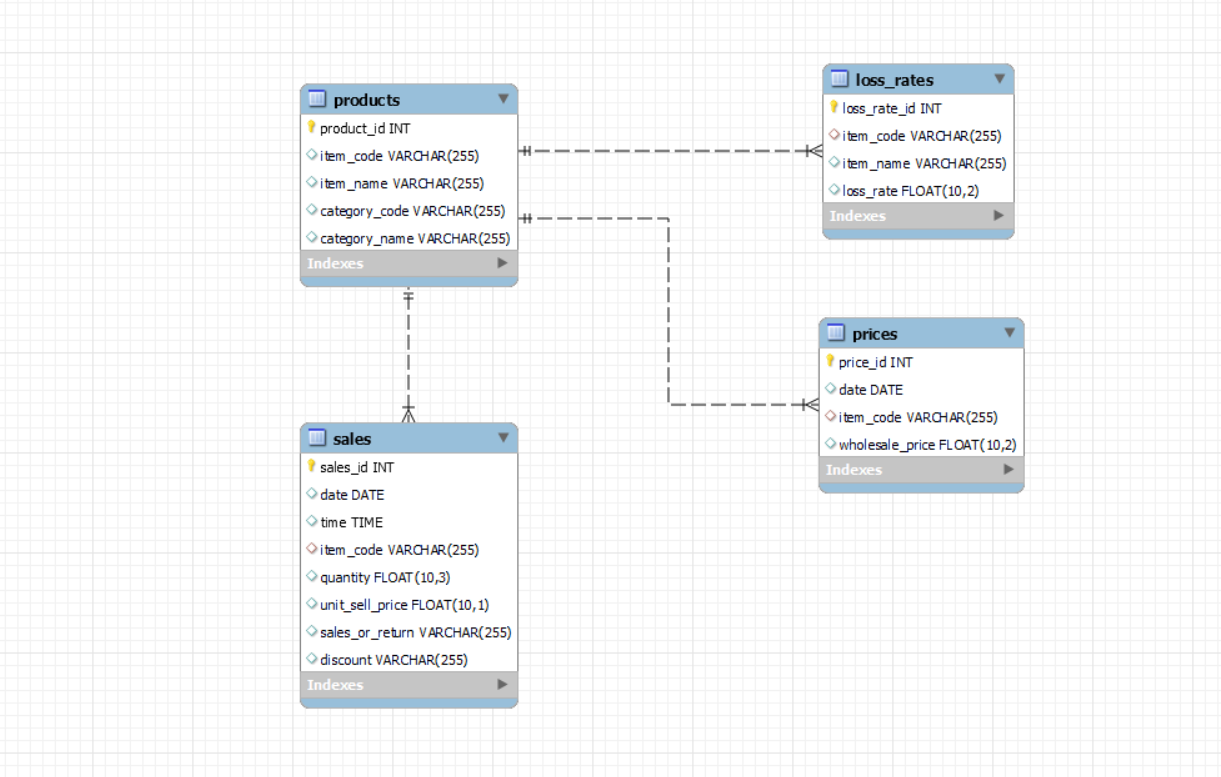 products
product_id INT
item_code VARCHAR(255)
item_name VARCHAR(255)
category_code VARCHAR(255)
category_name VARCHAR(255)
Indexes
loss_rates
loss_rate_id INT
item_code VARCHAR(255)
item_name VARCHAR(255)
loss_rate FLOAT(10,2)
Indexes
prices
price_id INT
date DATE
item_code VARCHAR(255)
wholesale_price FLOAT(10,2)
Indexes
sales
sales_id INT
date DATE
time TIME
item_code VARCHAR(255)
quantity FLOAT(10,3)
unit_sell_price FLOAT(10,1)
sales_or_return VARCHAR(255)
discount VARCHAR(255)
Indexes